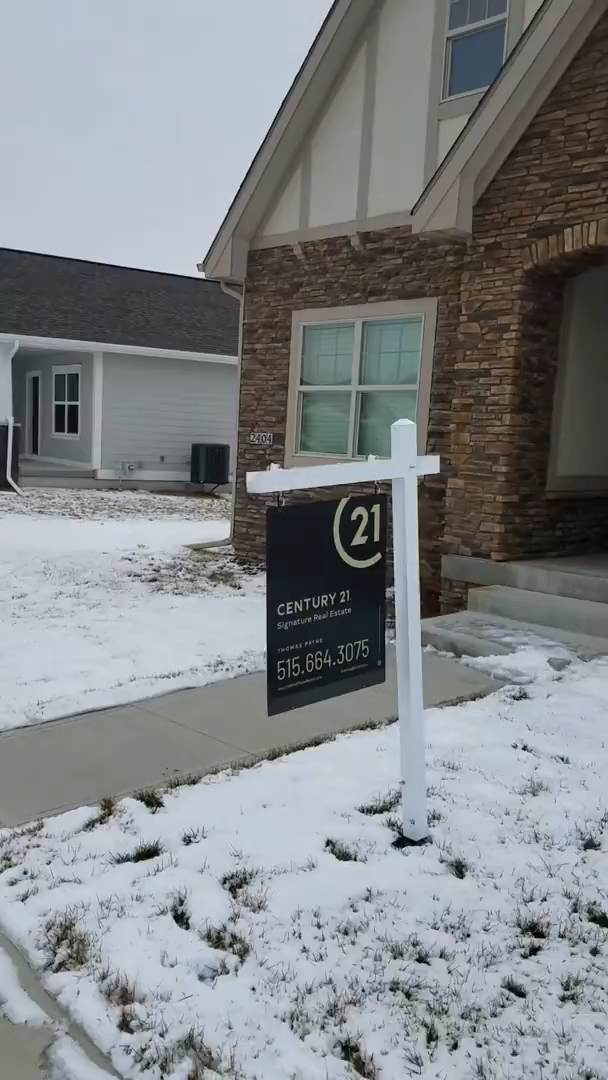 2404
21
CENTURY 21
Signature Real Estate
THOMAS PAYNE
515.664.3075